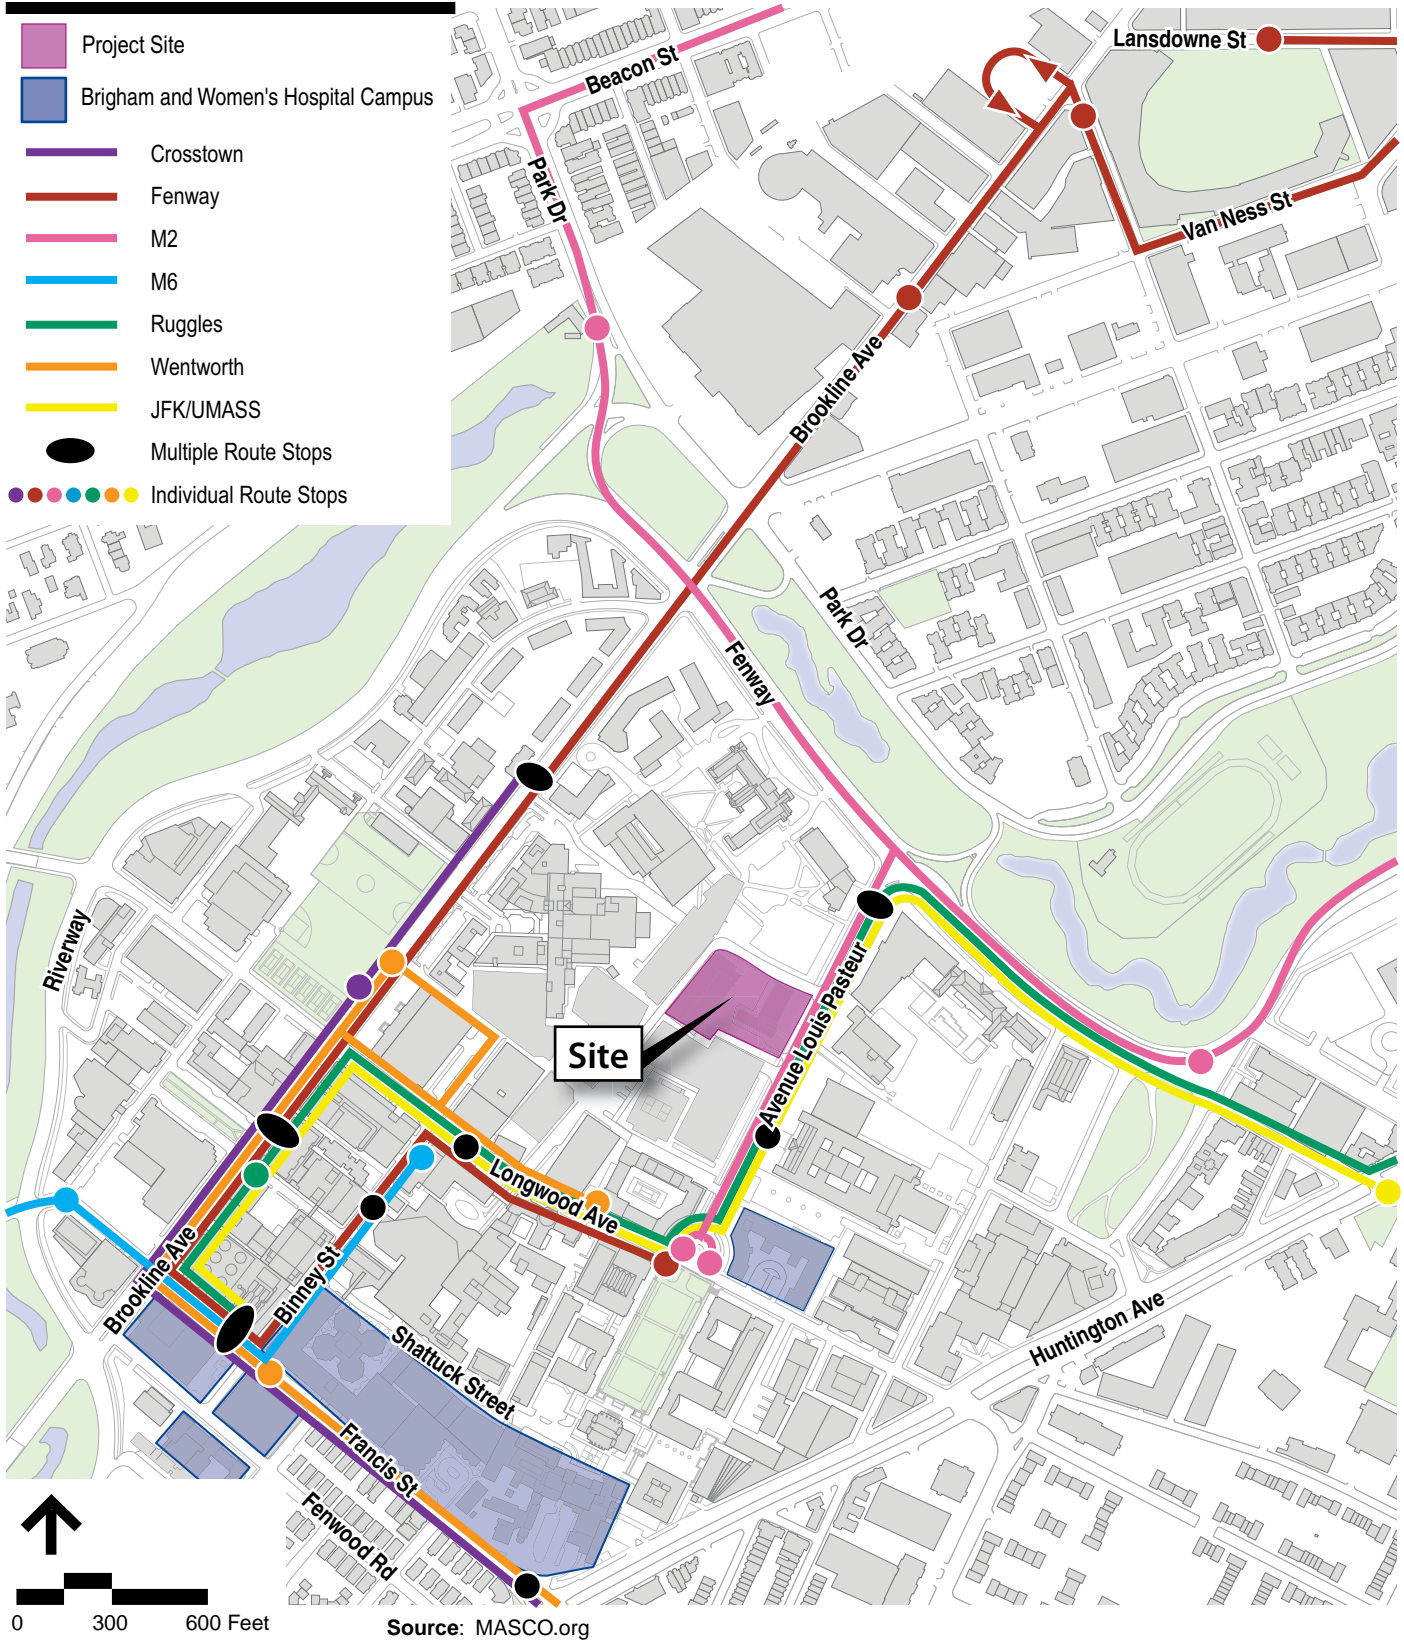 Project Site
Brigham and Women's Hospital Campus
Crosstown
Fenway
M2
M6
Ruggles
Wentworth
JFK/UMASS
Multiple Route Stops
Individual Route Stops
Lansdowne St
Beacon St
Park Dr
Van Ness St
Brookline Ave
Park Dr
Fenway
Riverway
Avenue Louis Pasteur
Site
Longwood Ave
Brookline Ave
Binney St
Shattuck Street
Huntington Ave
Francis St
Fenwood Rd
0 300 600 Feet
Source: MASCO.org